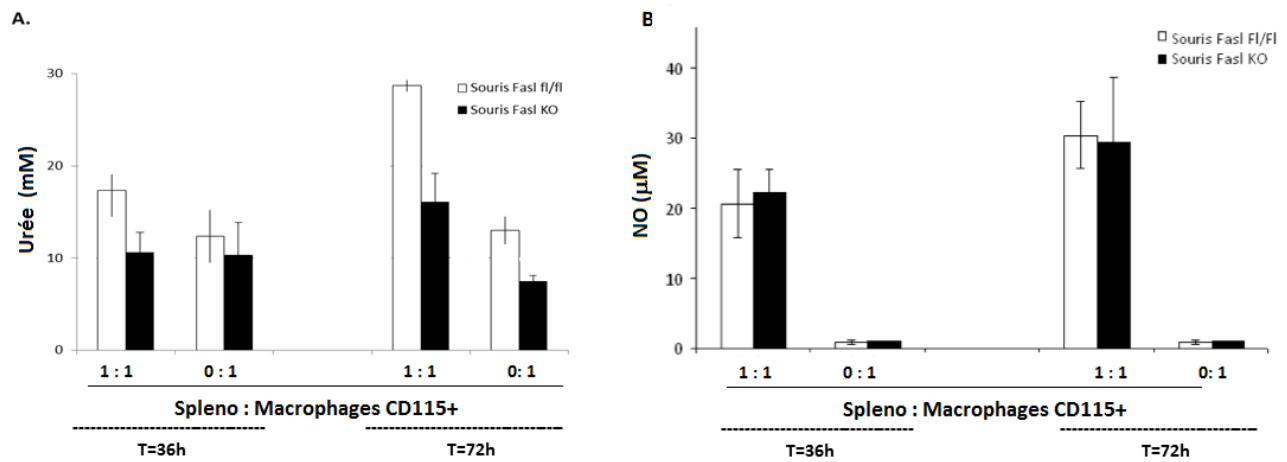 A.
Urée (mM)
30
20
10
0
Souris Fasl fl/fl
Souris Fasl KO
1 : 1
0 : 1
1 : 1
0: 1
Spleno : Macrophages CD115+
T=36h
T=72h
B
NO (µM)
40
30
20
10
0
Souris Fasl Fl/Fl
Souris Fasl KO
1 : 1
0 : 1
1 : 1
0: 1
Spleno : Macrophages CD115+
T=36h
T=72h